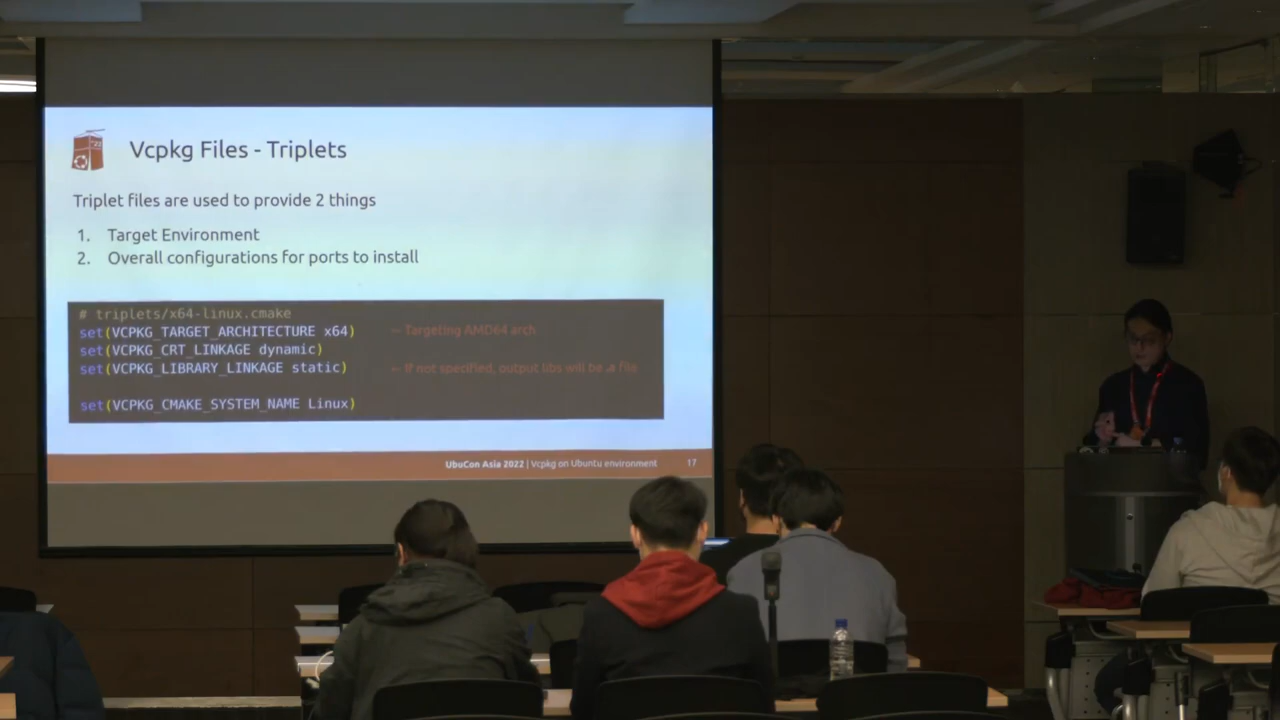 Vcpkg Files - Triplets
Triplet files are used to provide 2 things
1. Target Environment
2. Overall configurations for ports to install
# triplets/x64-linux.cmake
set(VCPKG_TARGET_ARCHITECTURE x64) ← Targeting AMD64 arch
set(VCPKG_CRT_LINKAGE dynamic)
set(VCPKG_LIBRARY_LINKAGE static) ← If not specified, output libs will be .a file
set(VCPKG_CMAKE_SYSTEM_NAME Linux)
UbuCon Asia 2022 | Vcpkg on Ubuntu environment 17